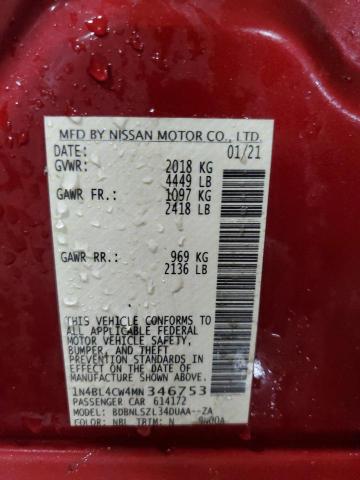 MFD BY NISSAN MOTOR CO., LTD.
DATE: 01/21
GVWR: 2018 KG
4449 LB
GAWR FR.: 1097 KG
2418 LB
GAWR RR.: 969 KG
2136 LB
THIS VEHICLE CONFORMS TO
ALL APPLICABLE FEDERAL
MOTOR VEHICLE SAFETY,
BUMPER, AND THEFT
PREVENTION STANDARDS IN
EFFECT ON THE DATE OF
MANUFACTURE SHOWN ABOVE.
1N4BL4CW4MN346753
PASSENGER CAR 614172
MODEL: BDBNLSZL34DUAA--ZA
COLOR: NBL TRIM: N